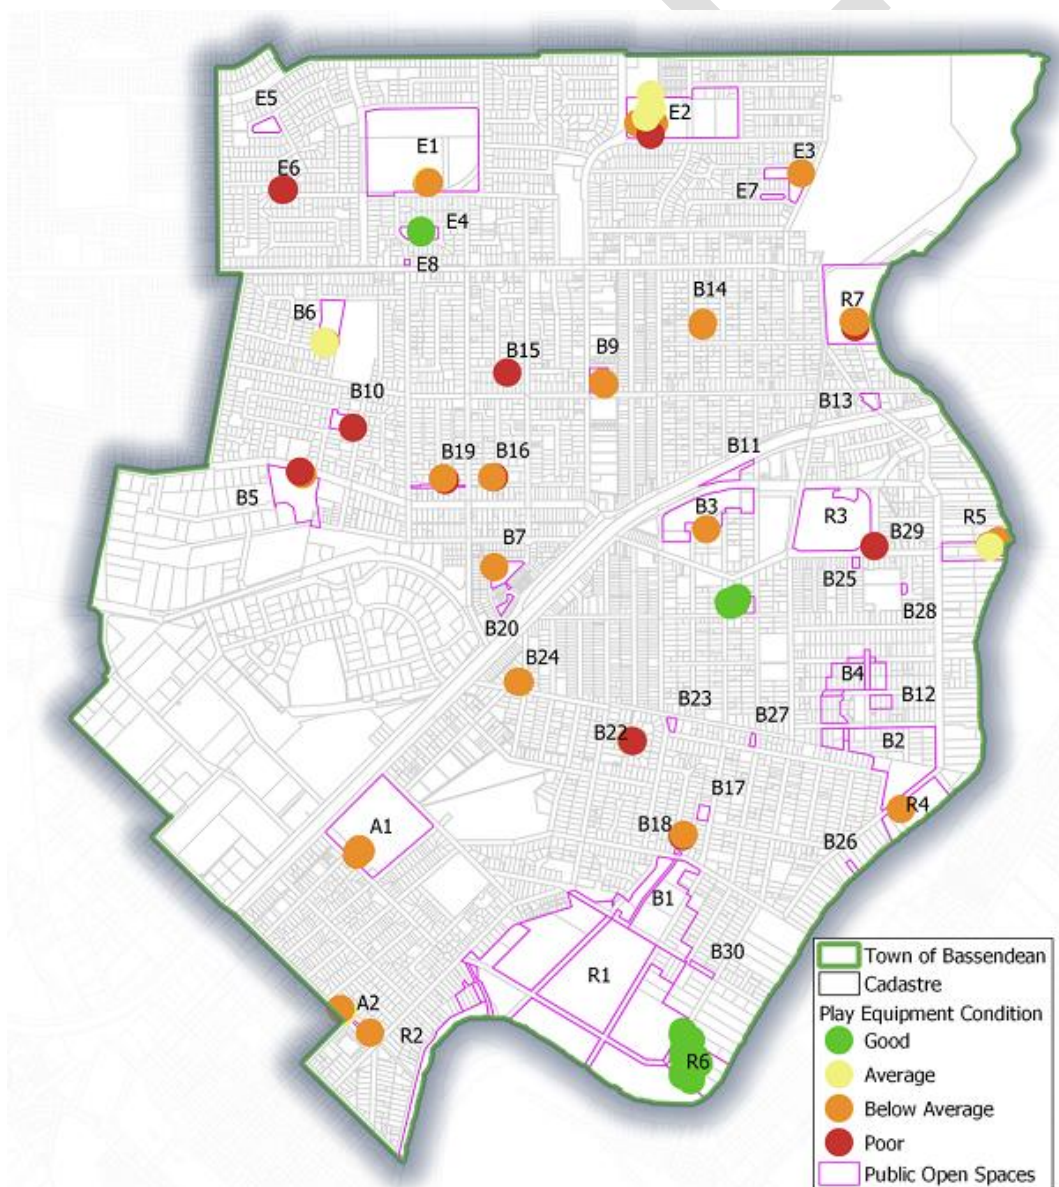 E5
E2
E1
E3
E6
E7
E4
E8
B14
R7
B6
B15
B9
B10
B13
B19
B16
B11
B5
B3
R3
R5
B29
B7
B25
B28
B20
B24
B4
B23
B12
B27
B22
B2
B17
R4
A1
B18
B26
B1
B30
R1
A2
R2
R6
Town of Bassendean
Cadastre
Play Equipment Condition
Good
Average
Below Average
Poor
Public Open Spaces